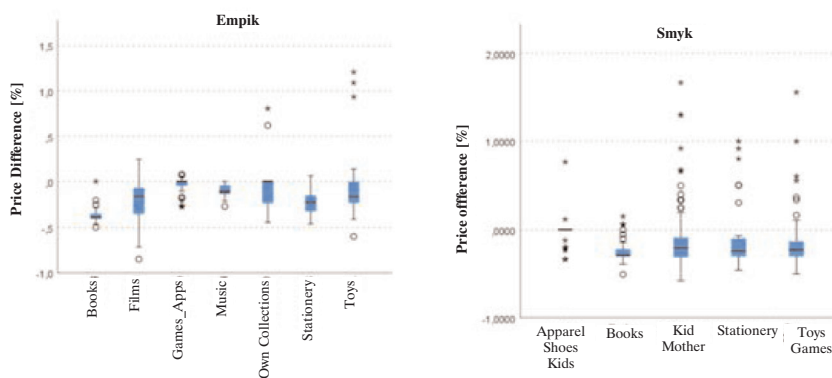 Empik
Price Difference [%]
1,5
1,0
,5
,0
-,5
-1,0
Books
Films
Games_Apps
Music
Own Collections
Stationery
Toys
Smyk
Price ofference [%]
2,0000
1,0000
,0000
-1,0000
Apparel
Shoes
Kids
Books
Kid
Mother
Stationery
Toys
Games